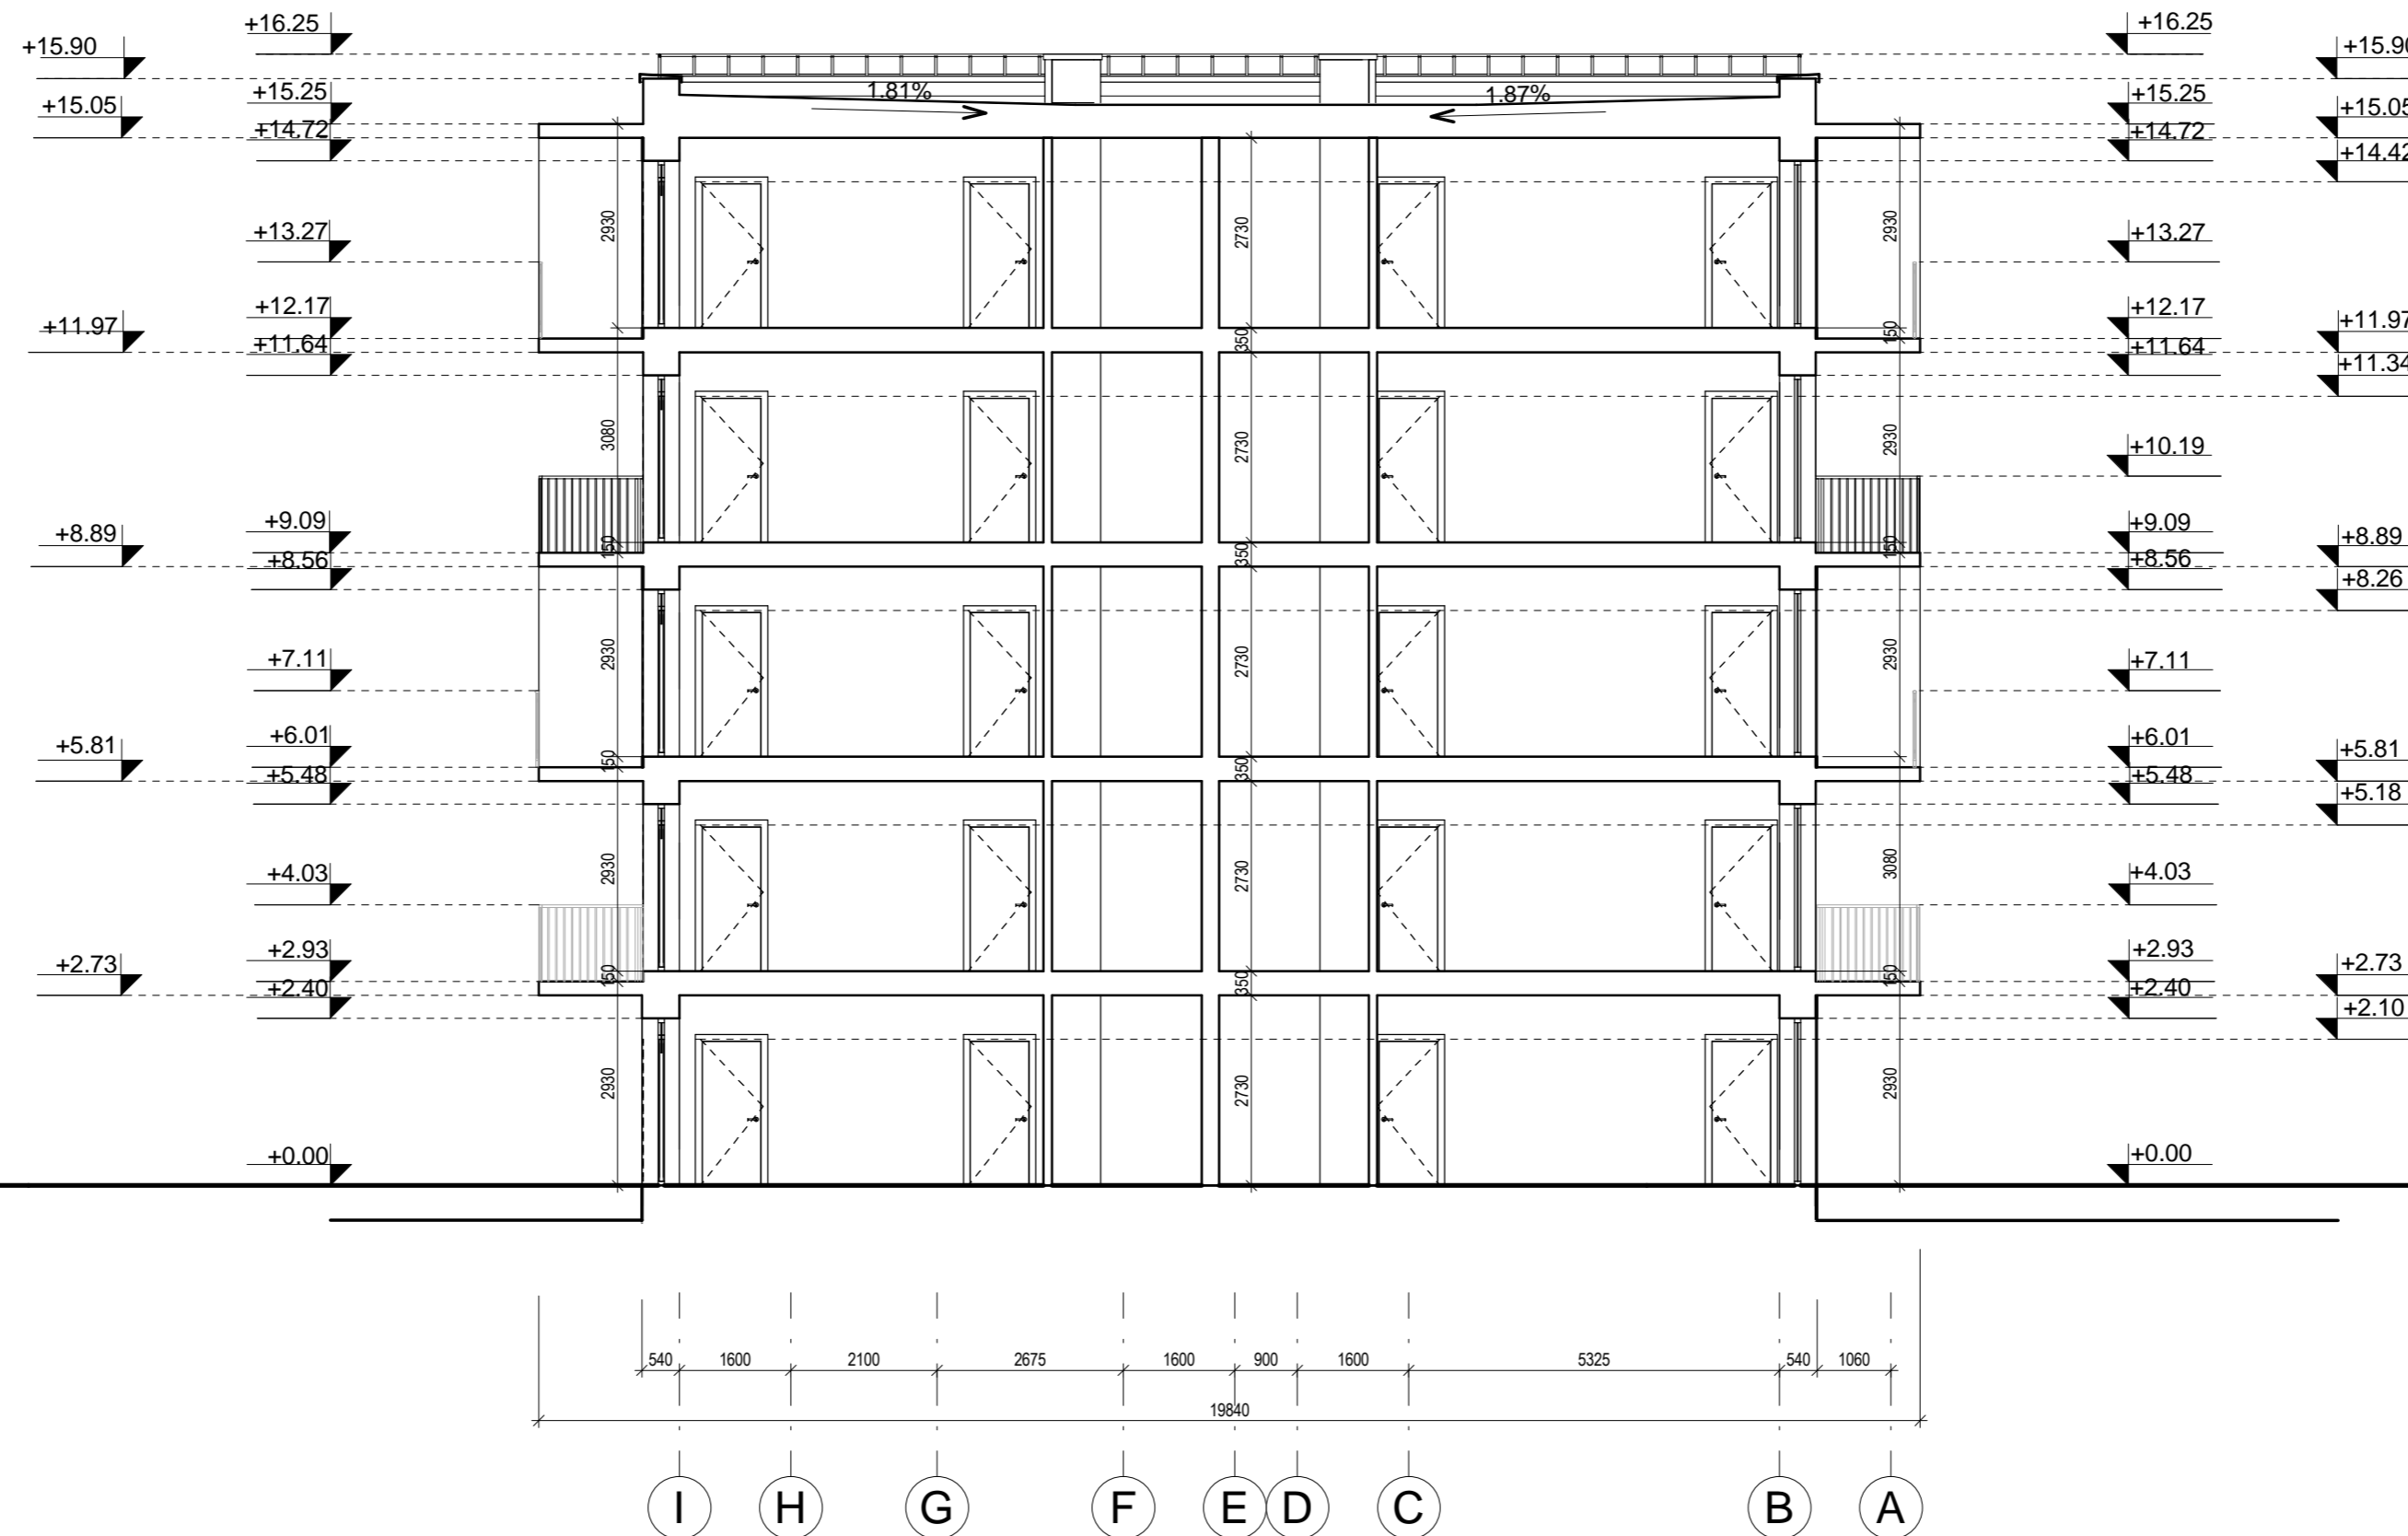 +16.25 +16.25
+15.90 +15.90
+15.25 1.81% 1.87% +15.25
+15.05 +15.05
+14.72 +14.72
+14.42
2930 2730 2930
+13.27 +13.27
+12.17 +12.17
+11.97 350 150 +11.97
+11.64 +11.64
+11.34
3080 2730 2930
+10.19
+9.09 +9.09
+8.89 150 350 150 +8.89
+8.56 +8.56
+8.26
2930 2730 2930
+7.11 +7.11
+6.01 +6.01
+5.81 150 350 +5.81
+5.48 +5.48
+5.18
2930 2730 3080
+4.03 +4.03
+2.93 +2.93
+2.73 150 350 150 +2.73
+2.40 +2.40
+2.10
2930 2730 2930
+0.00 +0.00
540 1600 2100 2675 1600 900 1600 5325 540 1060
19840
I H G F E D C B A